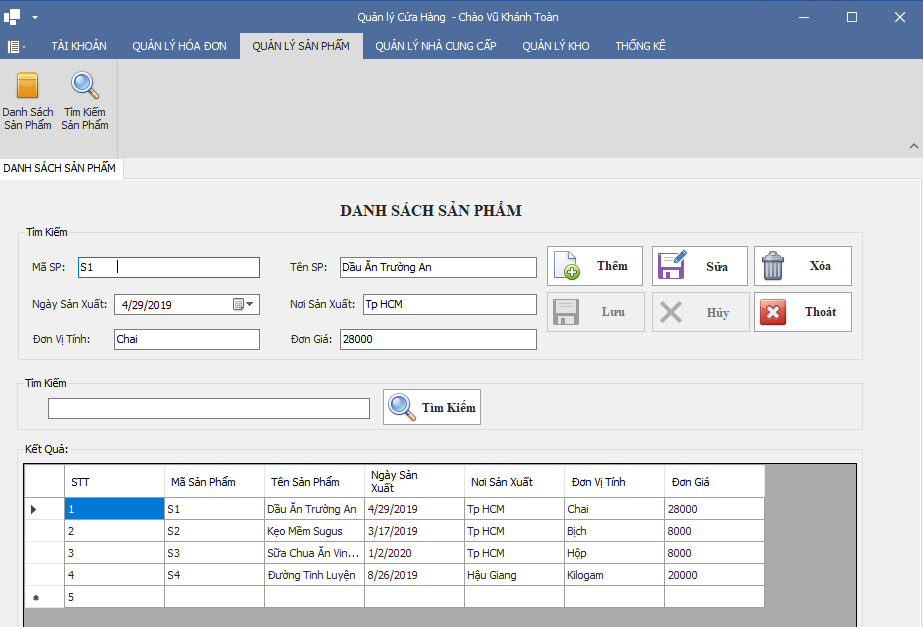 Quản lý Cửa Hàng - Chào Vũ Khánh Toàn
TÀI KHOẢN QUẢN LÝ HÓA ĐƠN QUẢN LÝ SẢN PHẨM QUẢN LÝ NHÀ CUNG CẤP QUẢN LÝ KHO THỐNG KÊ
Danh Sách Sản Phẩm
Tìm Kiếm Sản Phẩm
DANH SÁCH SẢN PHẨM
DANH SÁCH SẢN PHẨM
Tìm Kiếm
Mã SP: S1 Tên SP: Dầu Ăn Trường An Thêm Sửa Xóa
Ngày Sản Xuất: 4/29/2019 Nơi Sản Xuất: Tp HCM Lưu Hủy Thoát
Đơn Vị Tính: Chai Đơn Giá: 28000
Tìm Kiếm
Tìm Kiếm
Kết Quả:
STT Mã Sản Phẩm Tên Sản Phẩm Ngày Sản Xuất Nơi Sản Xuất Đơn Vị Tính Đơn Giá
1 S1 Dầu Ăn Trường An 4/29/2019 Tp HCM Chai 28000
2 S2 Kẹo Mềm Sugus 3/17/2019 Tp HCM Bịch 8000
3 S3 Sữa Chua Ăn Vin... 1/2/2020 Tp HCM Hộp 8000
4 S4 Đường Tinh Luyện 8/26/2019 Hậu Giang Kilogam 20000
5